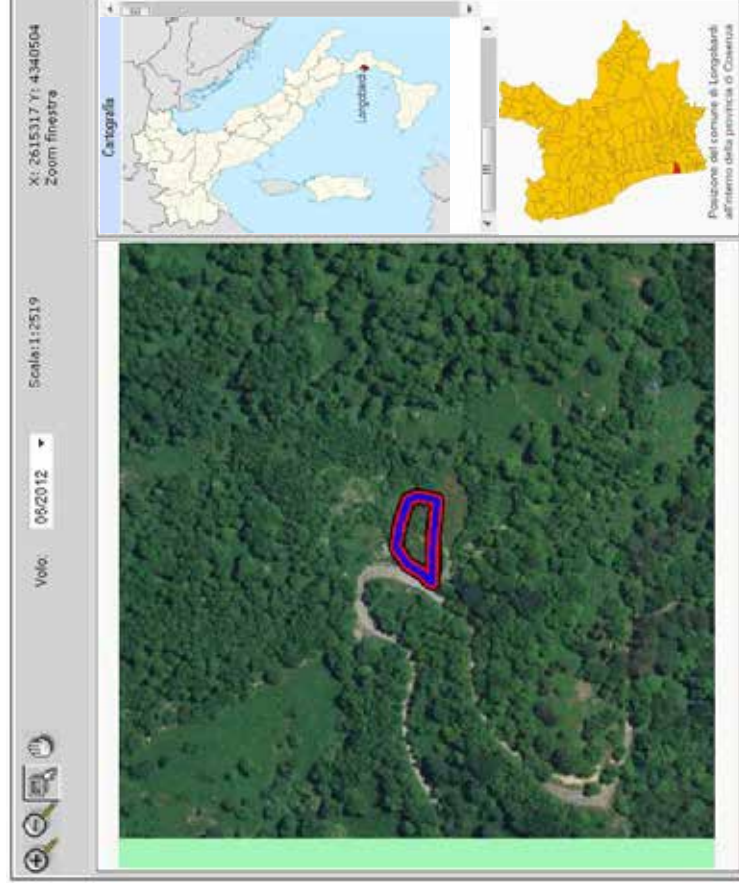 Volo: 06/2012 Scala:1:2519 X: 2615317 Y: 4340504
Zoom finestra
Cartografia
Longobardi
Posizione del comune di Longobardi
all'interno della provincia di Cosenza